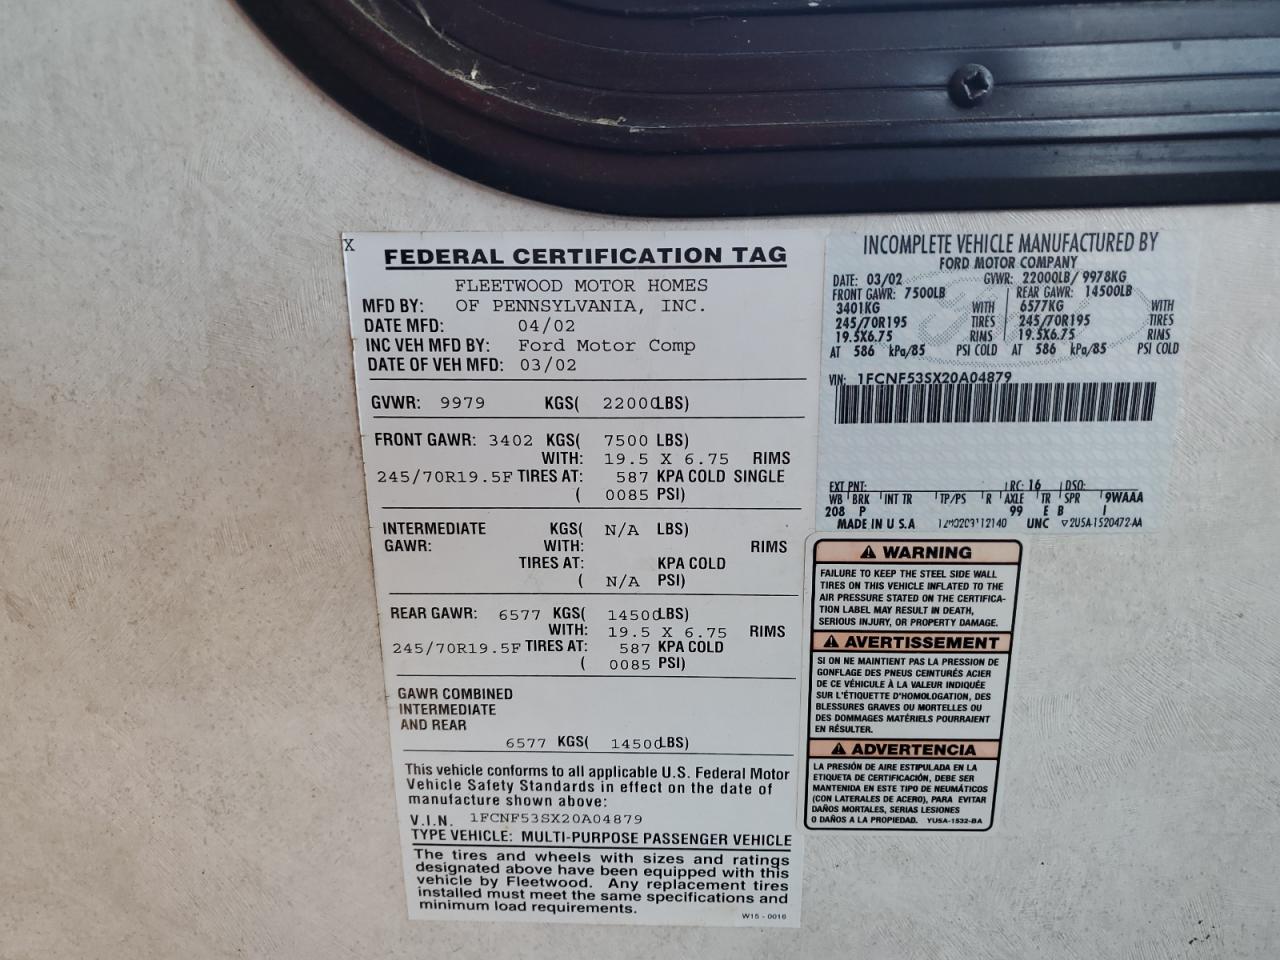 X
FEDERAL CERTIFICATION TAG
FLEETWOOD MOTOR HOMES
MFD BY: OF PENNSYLVANIA, INC.
DATE MFD: 04/02
INC VEH MFD BY: Ford Motor Comp
DATE OF VEH MFD: 03/02
GVWR: 9979 KGS( 22000LBS)
FRONT GAWR: 3402 KGS( 7500 LBS)
WITH: 19.5 X 6.75 RIMS
245/70R19.5F TIRES AT: 587 KPA COLD SINGLE
( 0085 PSI)
INTERMEDIATE KGS( N/A LBS)
GAWR: WITH: RIMS
TIRES AT: KPA COLD
( N/A PSI)
REAR GAWR: 6577 KGS( 14500LBS)
WITH: 19.5 X 6.75 RIMS
245/70R19.5F TIRES AT: 587 KPA COLD
( 0085 PSI)
GAWR COMBINED
INTERMEDIATE
AND REAR
6577 KGS( 14500LBS)
This vehicle conforms to all applicable U.S. Federal Motor
Vehicle Safety Standards in effect on the date of
manufacture shown above:
V.I.N. 1FCNF53SX20A04879
TYPE VEHICLE: MULTI-PURPOSE PASSENGER VEHICLE
The tires and wheels with sizes and ratings
designated above have been equipped with this
vehicle by Fleetwood. Any replacement tires
installed must meet the same specifications and
minimum load requirements.
W15 - 0016
INCOMPLETE VEHICLE MANUFACTURED BY
FORD MOTOR COMPANY
DATE: 03/02 GVWR: 22000LB/ 9978KG
FRONT GAWR: 7500LB REAR GAWR: 14500LB
3401KG WITH 6577KG WITH
245/70R195 TIRES 245/70R195 TIRES
19.5X6.75 RIMS 19.5X6.75 RIMS
AT 586 kPa/85 PSI COLD AT 586 kPa/85 PSI COLD
VIN: 1FCNF53SX20A04879
EXT PNT: RC: 16 DSO:
WB BRK INT TR TP/PS R AXLE TR SPR 9WAAA
208 P 99 E B I
MADE IN U.S.A UNC 2U5A-1520472-AA
WARNING
FAILURE TO KEEP THE STEEL SIDE WALL
TIRES ON THIS VEHICLE INFLATED TO THE
AIR PRESSURE STATED ON THE CERTIFICA-
TION LABEL MAY RESULT IN DEATH,
SERIOUS INJURY, OR PROPERTY DAMAGE.
AVERTISSEMENT
SI ON NE MAINTIENT PAS LA PRESSION DE
GONFLAGE DES PNEUS CENTURÉS ACIER
DE CE VÉHICULE À LA VALEUR INDIQUÉE
SUR L'ÉTIQUETTE D'HOMOLOGATION, DES
BLESSURES GRAVES OU MORTELLES OU
DES DOMMAGES MATÉRIELS POURRAIENT
EN RÉSULTER.
ADVERTENCIA
LA PRESIÓN DE AIRE ESTIPULADA EN LA
ETIQUETA DE CERTIFICACIÓN, DEBE SER
MANTENIDA EN ESTE TIPO DE NEUMÁTICOS
(CON LATERALES DE ACERO), PARA EVITAR
DAÑOS MORTALES, SERIAS LESIONES
O DAÑOS A LA PROPIEDAD. YU5A-1532-BA